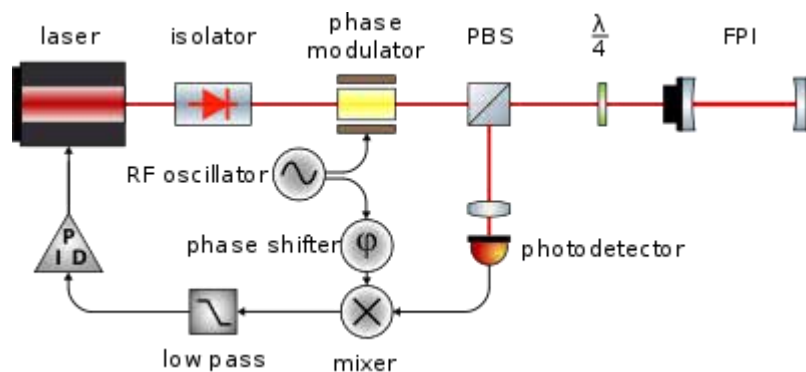 laser
isolator
phase
modulator
PBS
λ
4
FPI
RF oscillator
phase shifter
φ
photodetector
P
I D
low pass
mixer